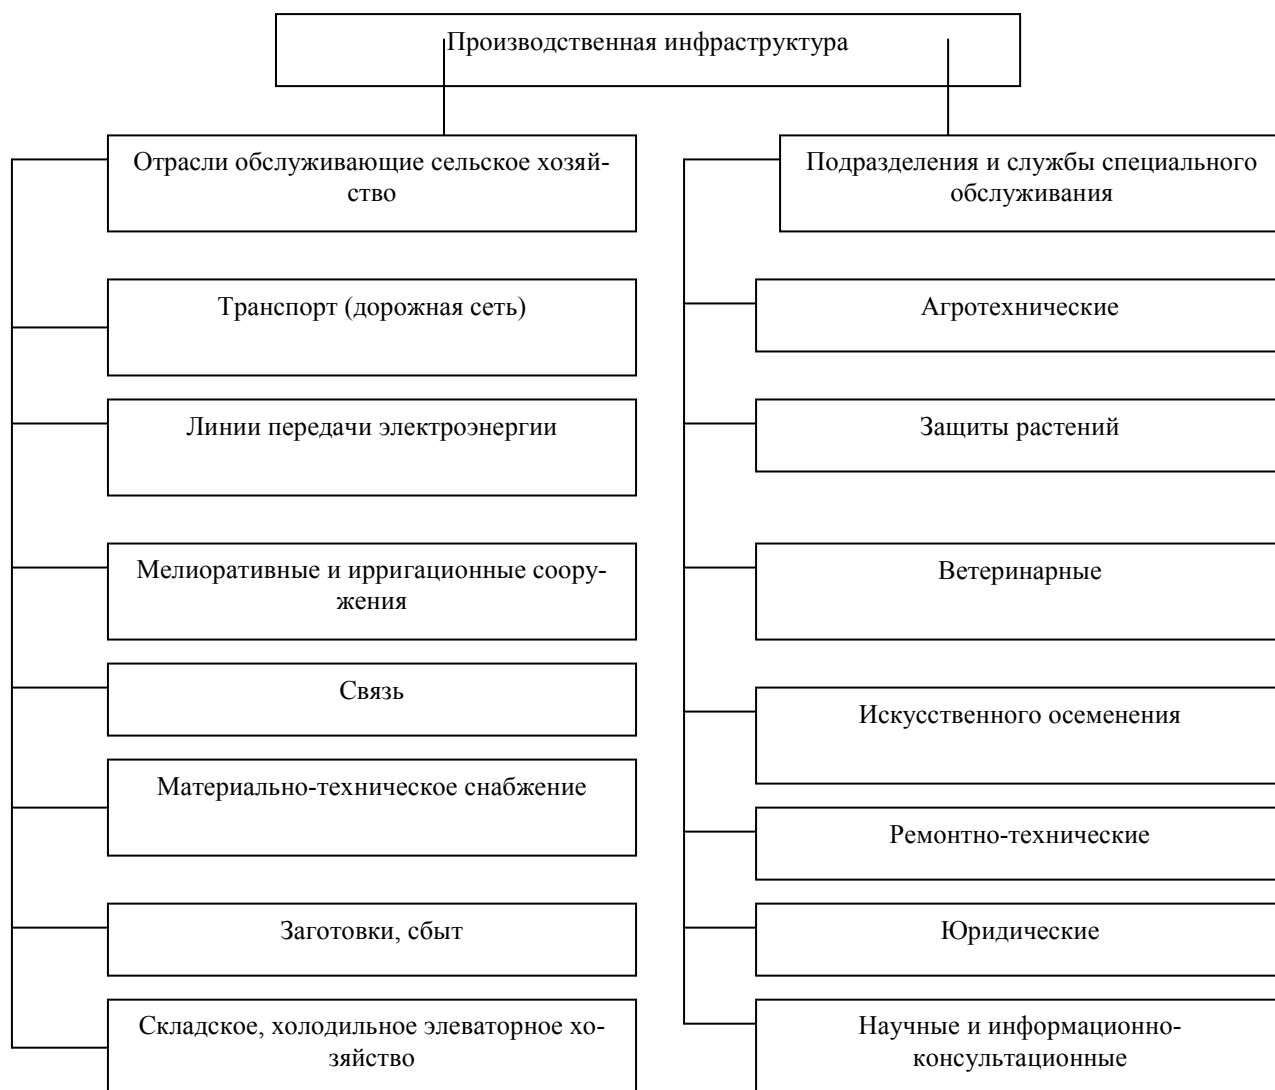 Производственная инфраструктура
Отрасли обслуживающие сельское хозяй-
ство
Транспорт (дорожная сеть)
Линии передачи электроэнергии
Мелиоративные и ирригационные соору-
жения
Связь
Материально-техническое снабжение
Заготовки, сбыт
Складское, холодильное элеваторное хо-
зяйство
Подразделения и службы специального
обслуживания
Агротехнические
Защиты растений
Ветеринарные
Искусственного осеменения
Ремонтно-технические
Юридические
Научные и информационно-
консультационные